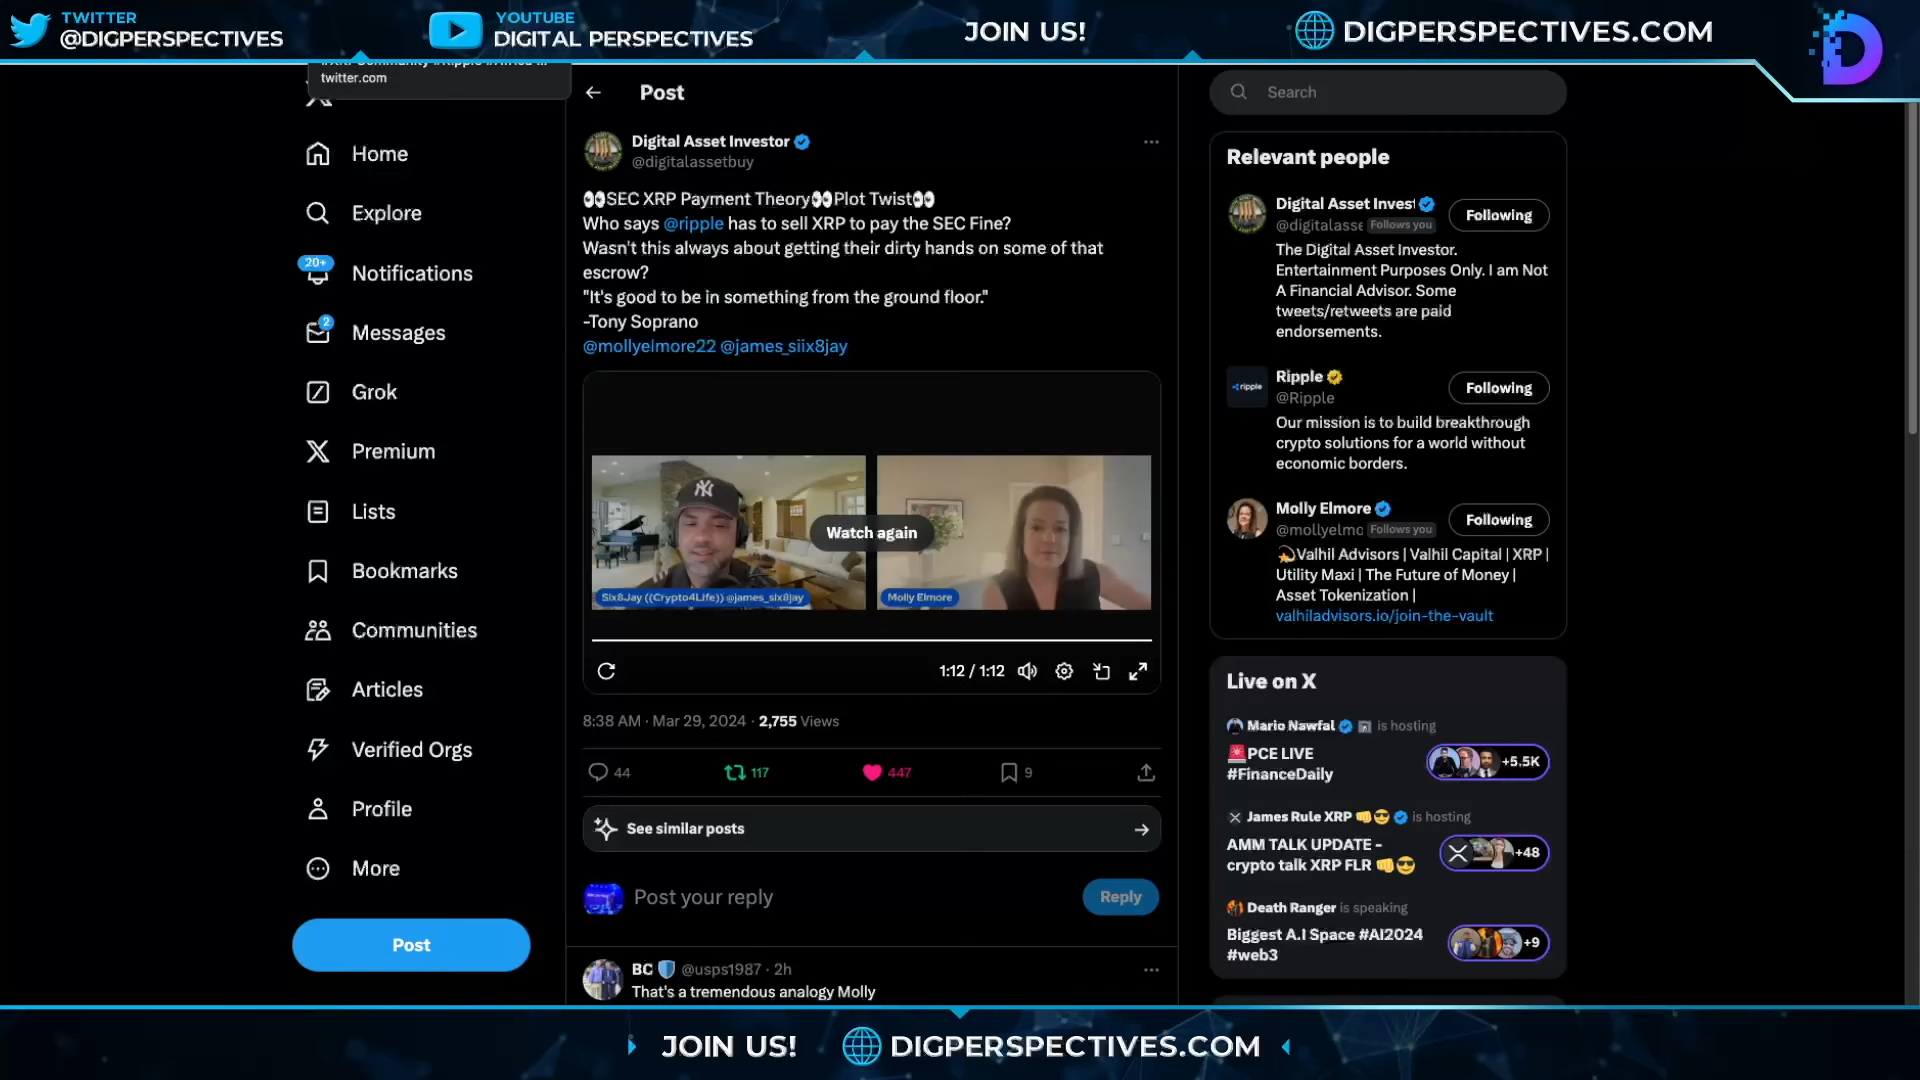 TWITTER
@DIGPERSPECTIVES
YOUTUBE
DIGITAL PERSPECTIVES
JOIN US!
DIGPERSPECTIVES.COM
twitter.com
Home
Explore
20+
Notifications
2
Messages
Grok
Premium
Lists
Bookmarks
Communities
Articles
Verified Orgs
Profile
More
Post
Post
Digital Asset Investor
@digitalassetbuy
👀SEC XRP Payment Theory👀Plot Twist👀
Who says @ripple has to sell XRP to pay the SEC Fine?
Wasn't this always about getting their dirty hands on some of that
escrow?
"It's good to be in something from the ground floor."
-Tony Soprano
@mollyelmore22 @james_siix8jay
NY
Watch again
Six8Jay ((Crypto4Life)) @james_six8jay
Molly Elmore
1:12 / 1:12
8:38 AM · Mar 29, 2024 · 2,755 Views
44
117
447
9
See similar posts
Post your reply
Reply
BC 🛡️ @usps1987 · 2h
That's a tremendous analogy Molly
Search
Relevant people
Digital Asset Invest
@digitalasse Follows you
Following
The Digital Asset Investor.
Entertainment Purposes Only. I am Not
A Financial Advisor. Some
tweets/retweets are paid
endorsements.
ripple
Ripple
@Ripple
Following
Our mission is to build breakthrough
crypto solutions for a world without
economic borders.
Molly Elmore
@mollyelmo Follows you
Following
💫Valhil Advisors | Valhil Capital | XRP |
Utility Maxi | The Future of Money |
Asset Tokenization |
valhiladvisors.io/join-the-vault
Live on X
Mario Nawfal is hosting
🚨PCE LIVE
#FinanceDaily
+5.5K
James Rule XRP 👊😎 is hosting
AMM TALK UPDATE -
crypto talk XRP FLR 👊😎
+48
Death Ranger is speaking
Biggest A.I Space #AI2024
#web3
+9
JOIN US!
DIGPERSPECTIVES.COM